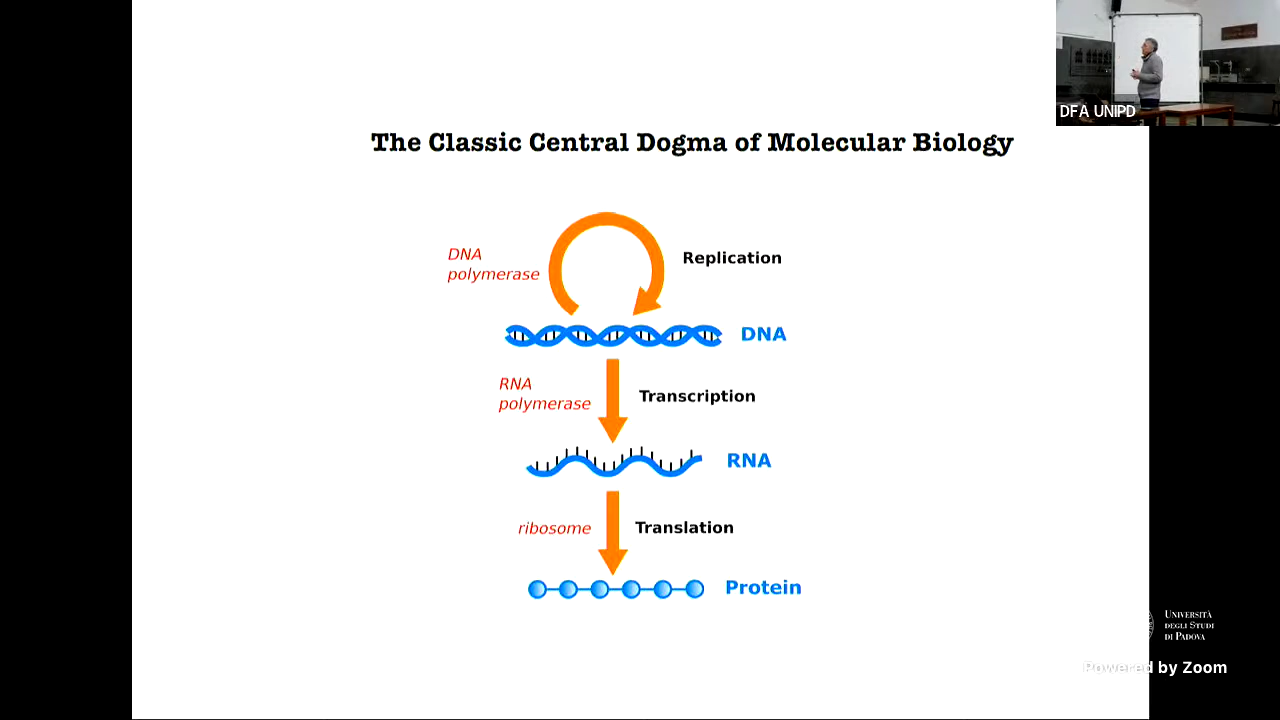 DFA UNIPD
The Classic Central Dogma of Molecular Biology
DNA
polymerase
Replication
DNA
RNA
polymerase
Transcription
RNA
ribosome
Translation
Protein
UNIVERSITÀ
DEGLI STUDI
DI PADOVA
Powered by Zoom